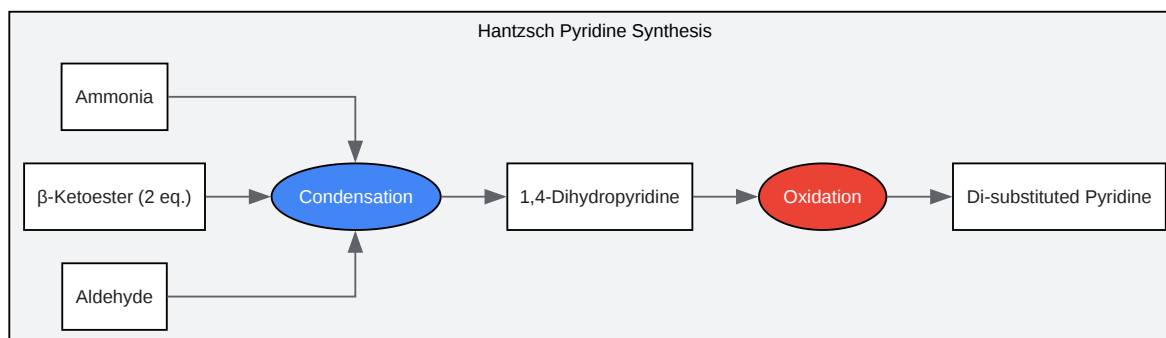 Hantzsch Pyridine Synthesis
Ammonia
β-Ketoester (2 eq.)
Condensation
1,4-Dihydropyridine
Oxidation
Di-substituted Pyridine
Aldehyde